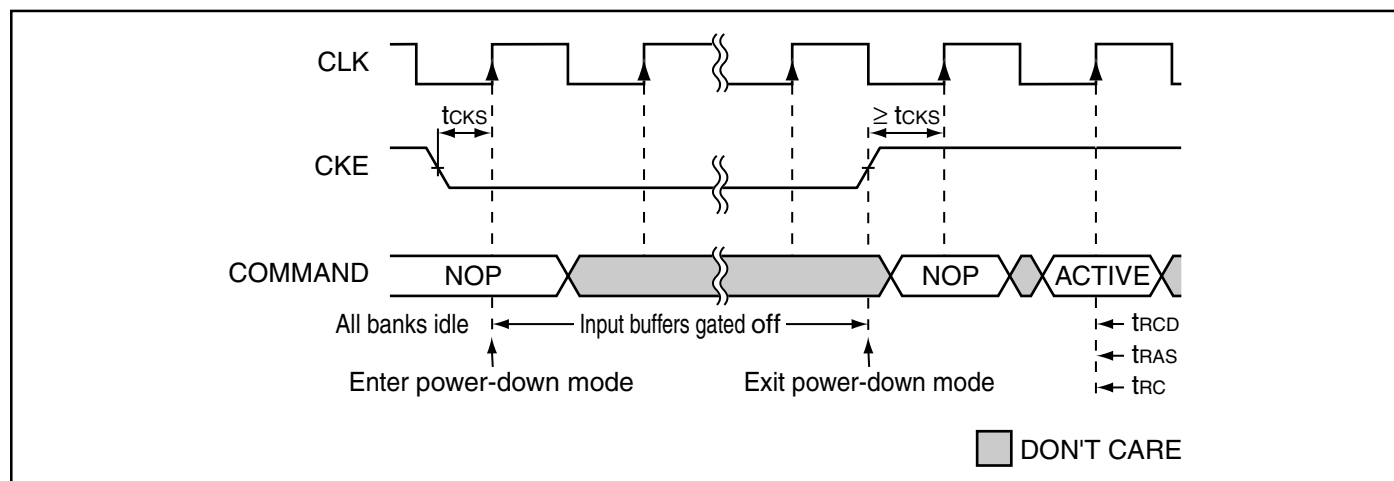 CLK
tCKS
≥ tCKS
CKE
COMMAND
NOP
NOP
ACTIVE
All banks idle
Input buffers gated off
tRCD
tRAS
tRC
Enter power-down mode
Exit power-down mode
DON'T CARE